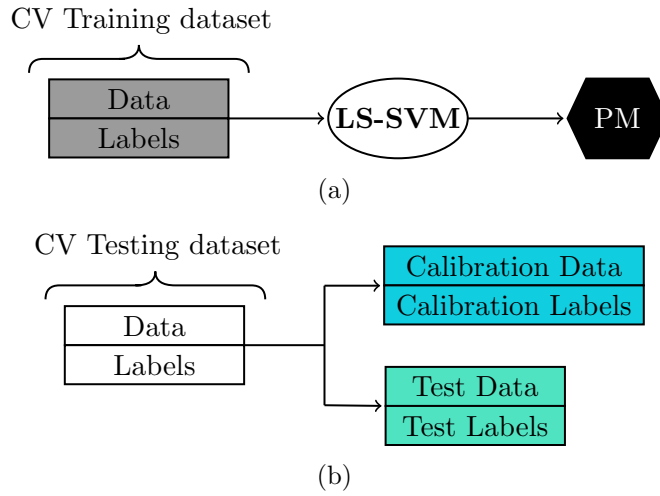 CV Training dataset
Data
Labels
LS-SVM
PM
(a)
CV Testing dataset
Data
Labels
Calibration Data
Calibration Labels
Test Data
Test Labels
(b)